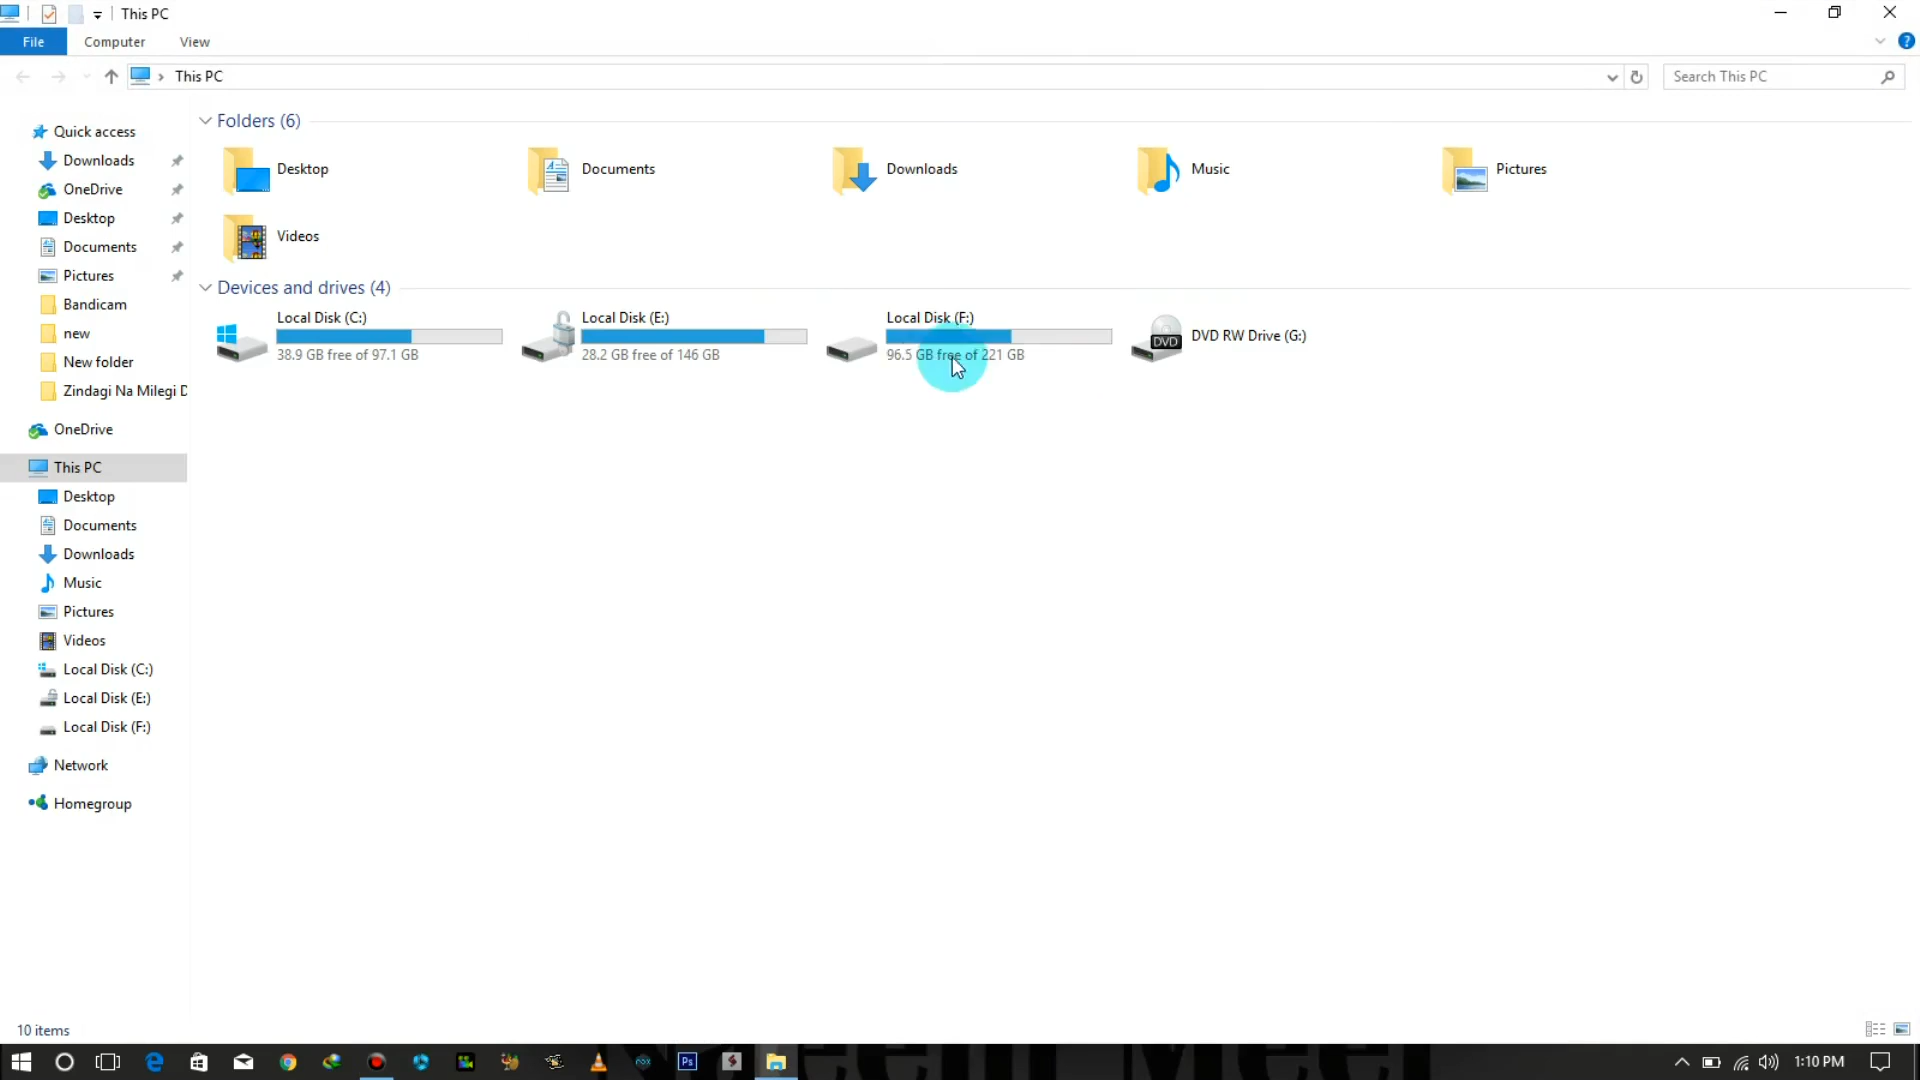 This PC
File
Computer
View
This PC
Search This PC
Quick access
Downloads
OneDrive
Desktop
Documents
Pictures
Bandicam
new
New folder
Zindagi Na Milegi D
OneDrive
This PC
Desktop
Documents
Downloads
Music
Pictures
Videos
Local Disk (C:)
Local Disk (E:)
Local Disk (F:)
Network
Homegroup
Folders (6)
Desktop
Documents
Downloads
Music
Pictures
Videos
Devices and drives (4)
Local Disk (C:)
38.9 GB free of 97.1 GB
Local Disk (E:)
28.2 GB free of 146 GB
Local Disk (F:)
96.5 GB free of 221 GB
DVD
DVD RW Drive (G:)
10 items
Ps
1:10 PM